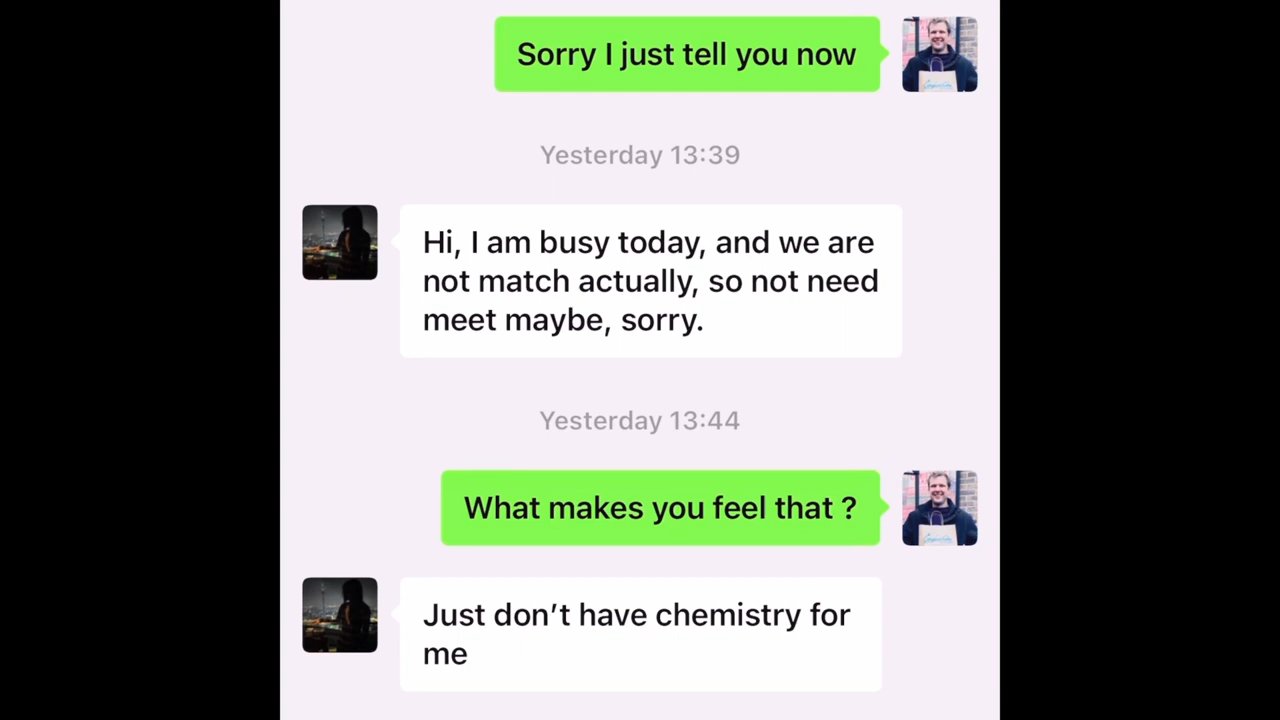 Sorry I just tell you now
Yesterday 13:39
Hi, I am busy today, and we are
not match actually, so not need
meet maybe, sorry.
Yesterday 13:44
What makes you feel that ?
Just don’t have chemistry for
me